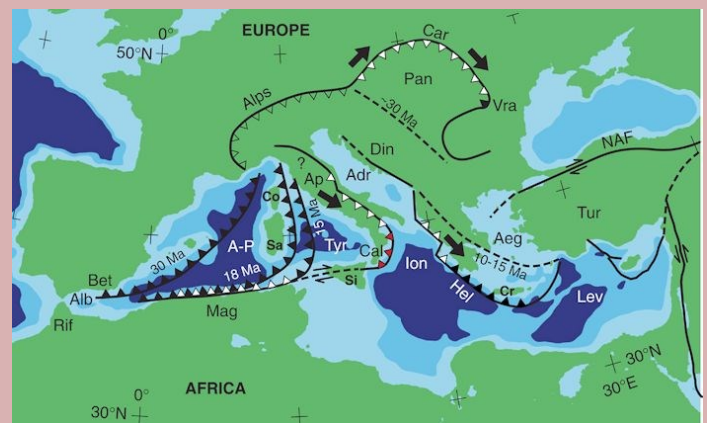 EUROPE
0°
50°N
Car
Pan
Alps
Vra
~30 Ma
NAF
Din
?
Adr
Ap
Co
Tur
15 Ma
Aeg
A-P
Sa
Tyr
30 Ma
Cal
10-15 Ma
Ion
18 Ma
Bet
Hel
Cr
Lev
Si
Alb
Mag
Rif
30°N
0°
AFRICA
30°E
30°N